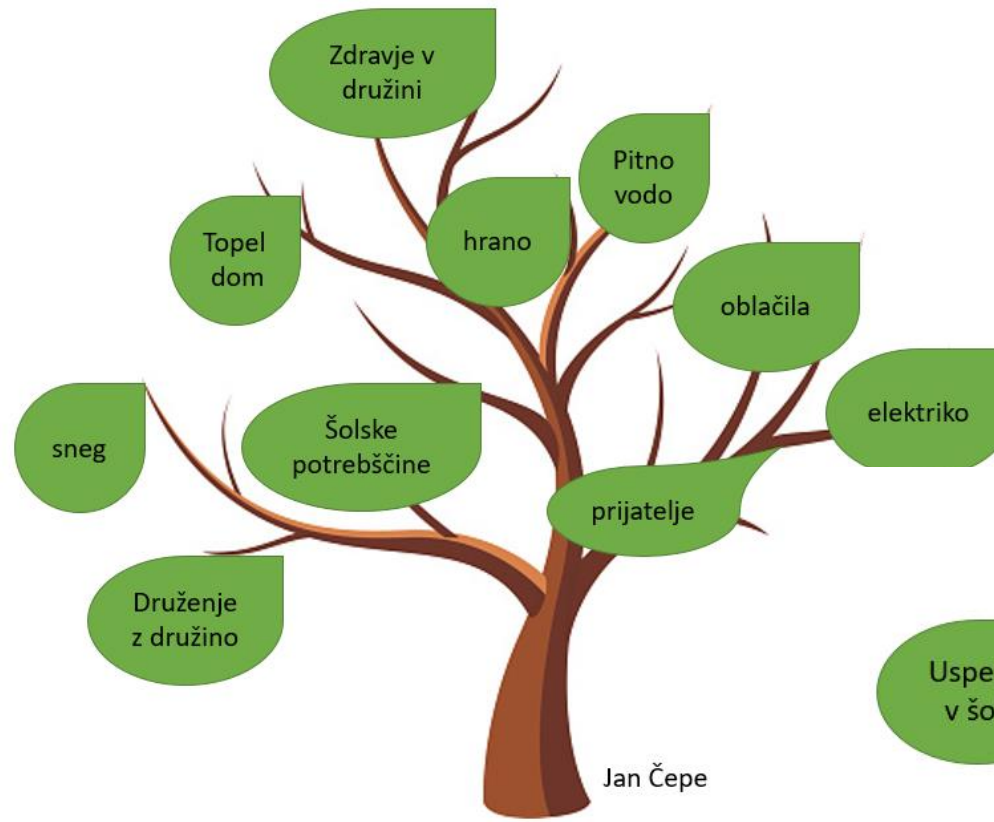 Zdravje v
družini
Pitno
vodo
hrano
Topel
dom
oblačila
elektriko
Šolske
potrebščine
sneg
prijatelje
Druženje
z družino
v
Jan Čepe